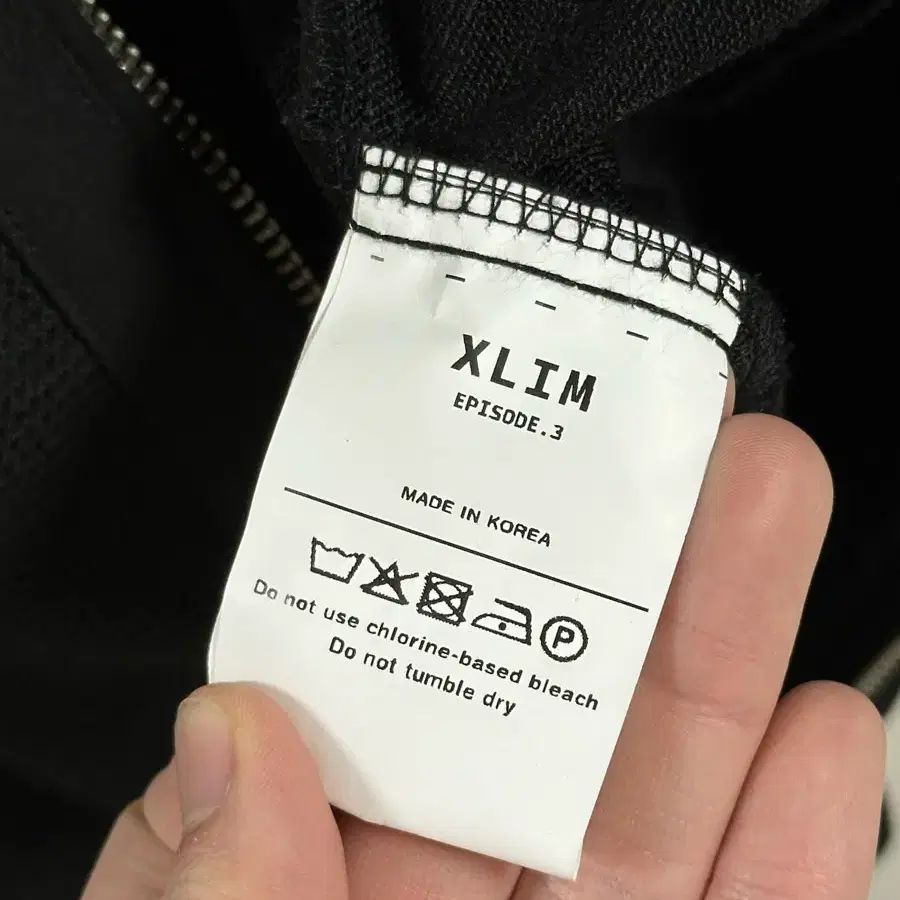 XLIM
EPISODE.3
MADE IN KOREA
P
Do not use chlorine-based bleach
Do not tumble dry